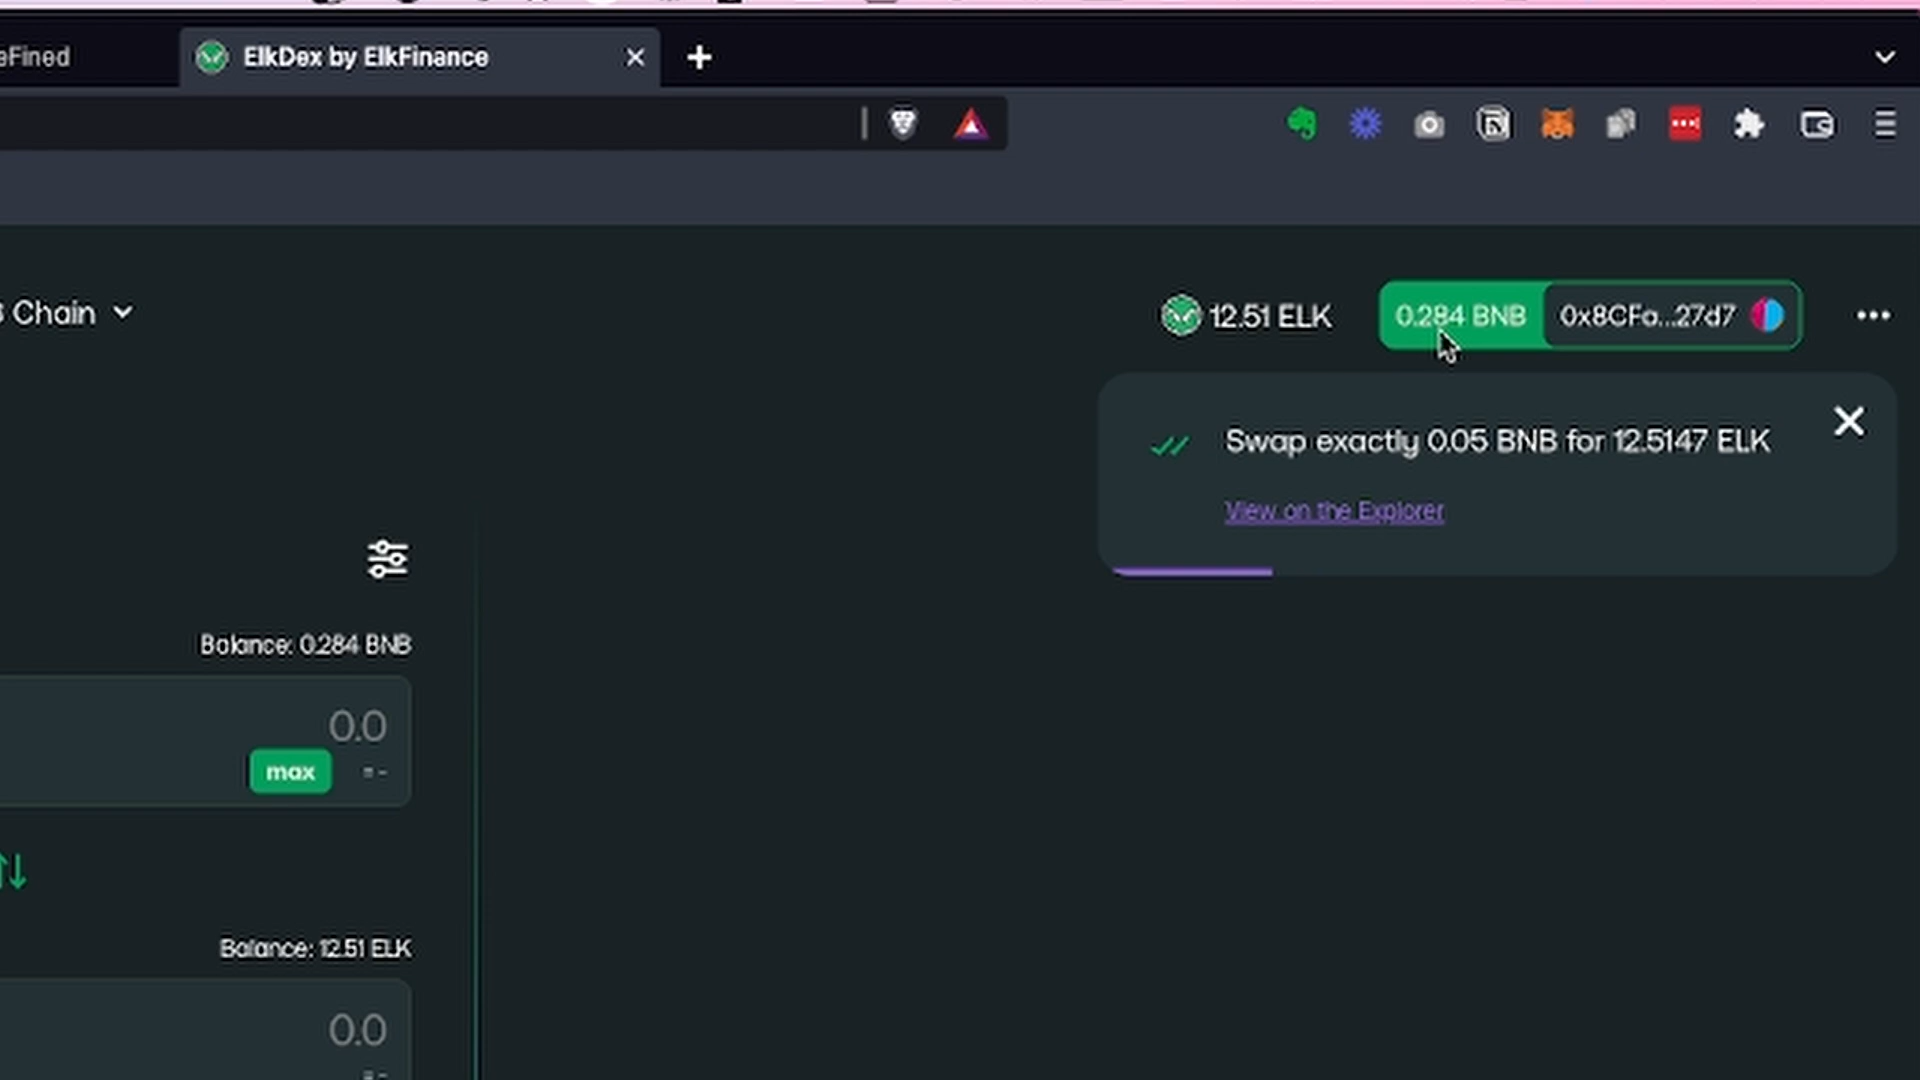 eFined
ElkDex by ElkFinance
Chain
12.51 ELK
0.284 BNB
0x8CFa...27d7
Swap exactly 0.05 BNB for 12.5147 ELK
View on the Explorer
Balance: 0.284 BNB
0.0
max
= -
Balance: 12.51 ELK
0.0